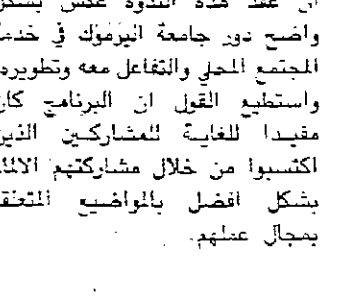 ان عقد هذه الندوة عكس بشكل
واضح دور جامعة اليرموك في خدمة
المجتمع المحلي والتفاعل معه وتطويره
واستطيع القول ان البرنامج كان
مفيدا للغاية للمشاركين الذين
اكتسبوا من خلال مشاركتهم الالمام
بشكل افضل بالمواضيع المتعلقة
بمجال عملهم.